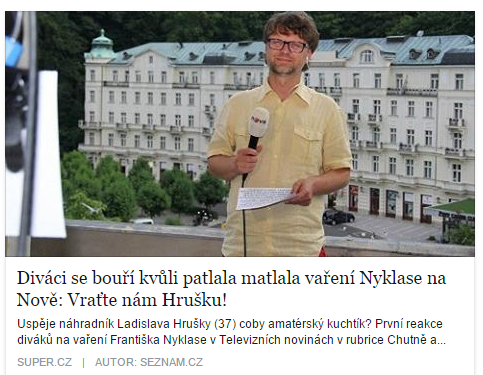 nova
Diváci se bouří kvůli patlala matlala vaření Nyklase na
Nově: Vraťte nám Hrušku!
Uspěje náhradník Ladislava Hrušky (37) coby amatérský kuchtík? První reakce
diváků na vaření Františka Nyklase v Televizních novinách v rubrice Chutně a...
SUPER.CZ | AUTOR: SEZNAM.CZ